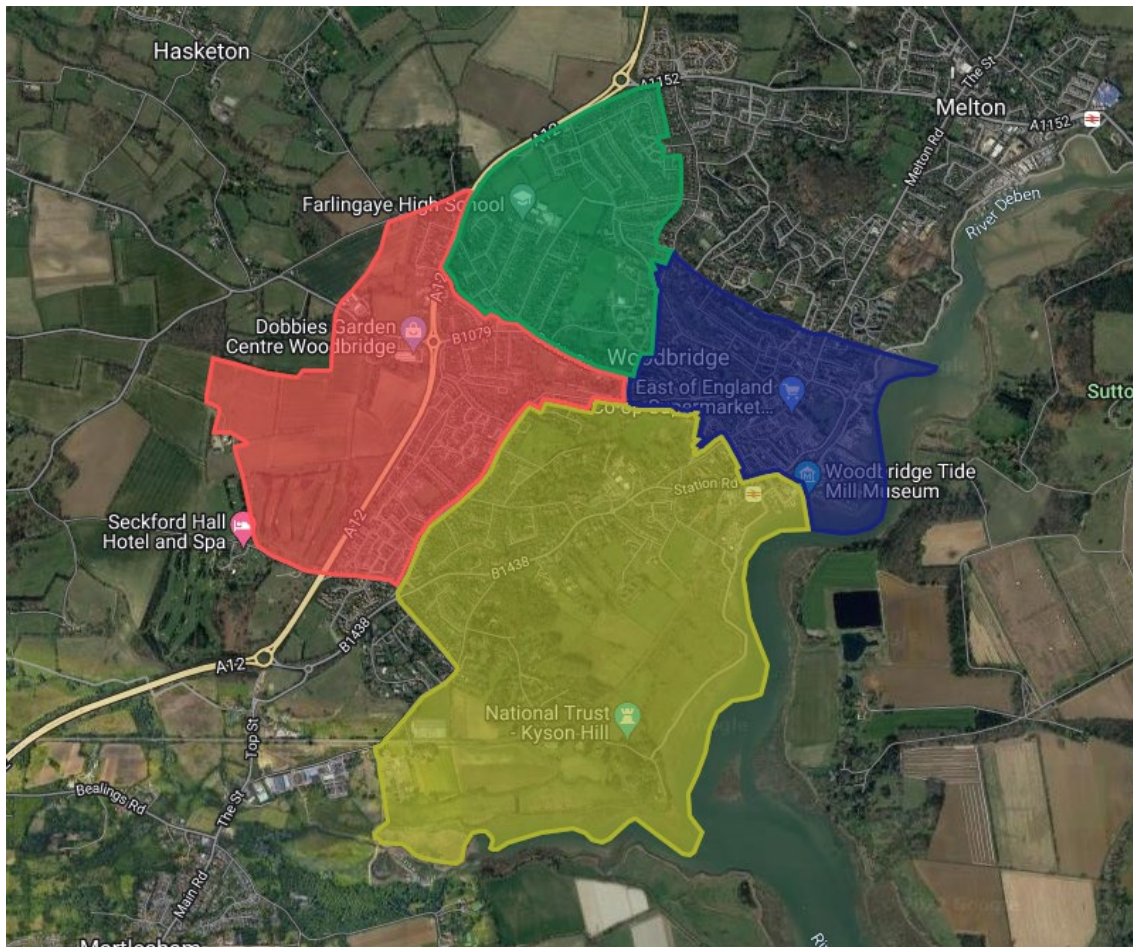 Hasketon
A1152
The St
Melton
A12
A1152
Melton Rd
Farlingaye High School
River Deben
A12
Dobbies Garden
Centre Woodbridge
B1079
Woodbridge
East of England
Co-op Supermarket...
Sutto
Station Rd
Woodbridge Tide
Mill Museum
Seckford Hall
Hotel and Spa
A12
B1438
B1438
A12
National Trust
- Kyson Hill
Top St
Bealings Rd
The St
Main Rd
Martlesham
Riv